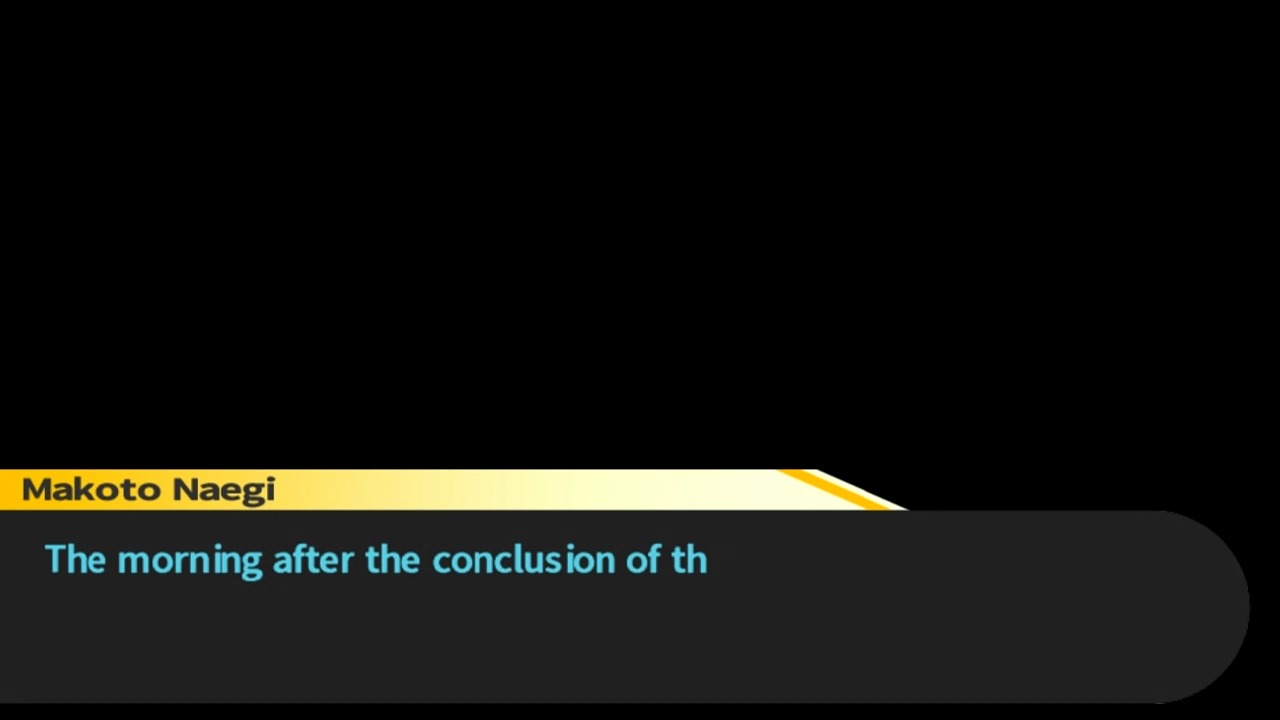 Makoto Naegi
The morning after the conclusion of th